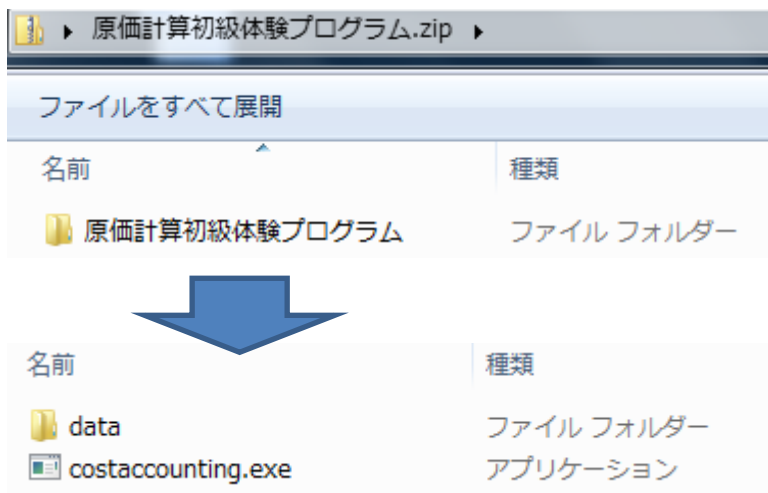 原価計算初級体験プログラム.zip
ファイルをすべて展開
名前 種類
原価計算初級体験プログラム ファイル フォルダー
名前 種類
data ファイル フォルダー
costaccounting.exe アプリケーション